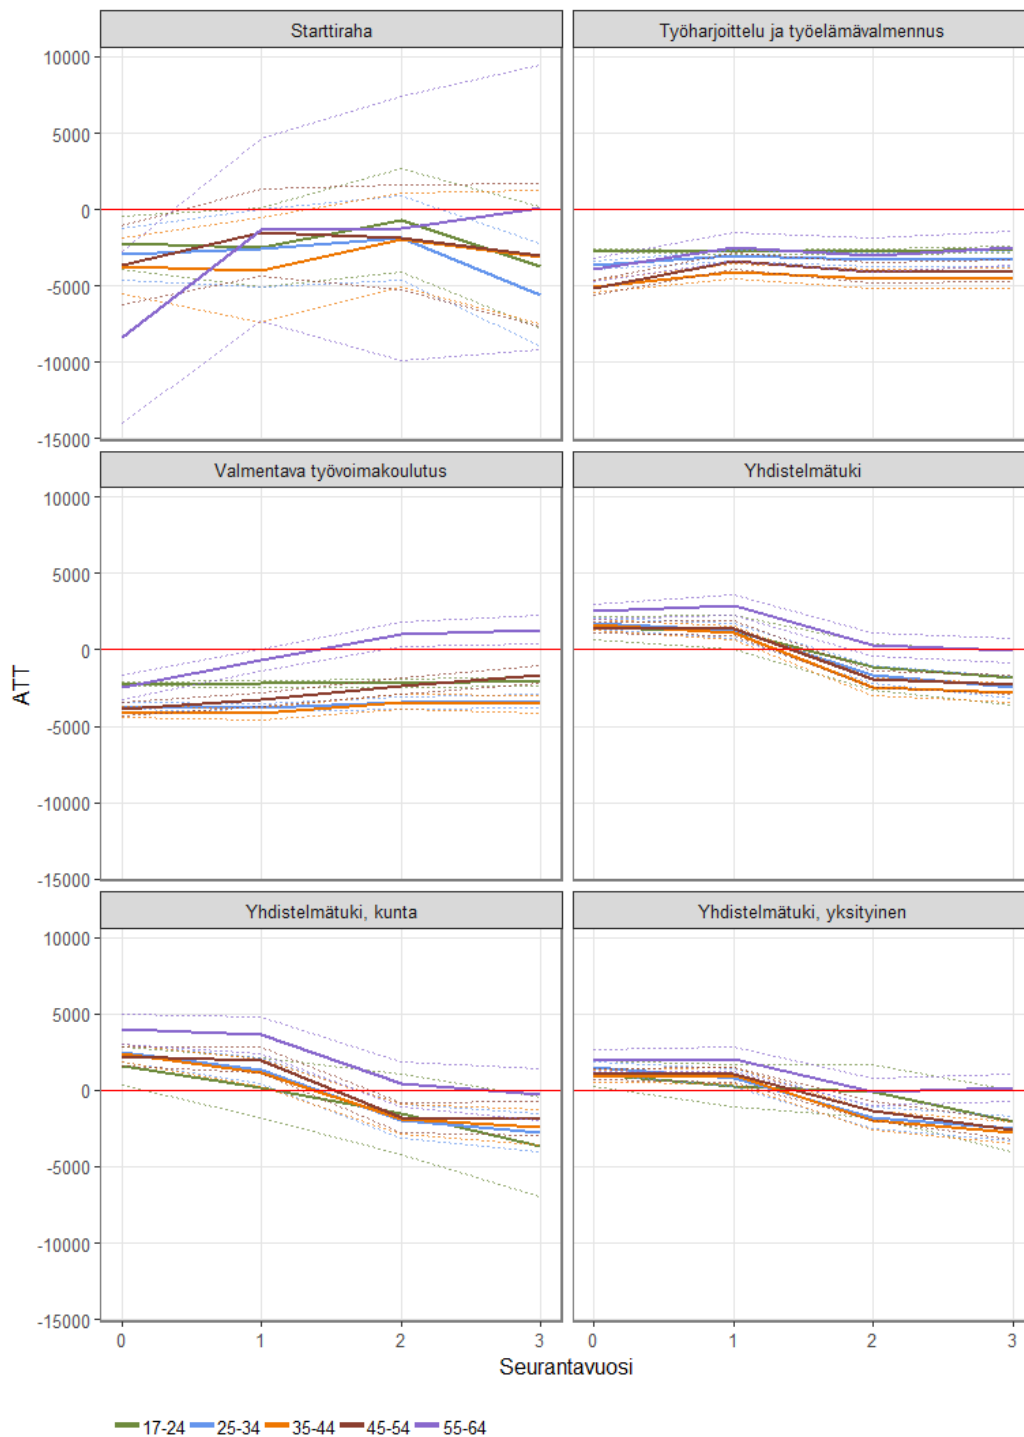 Starttiraha
Työharjoittelu ja työelämävalmennus
10000
5000
0
-5000
-10000
-15000
Valmentava työvoimakoulutus
Yhdistelmätuki
10000
5000
0
-5000
-10000
-15000
ATT
Yhdistelmätuki, kunta
Yhdistelmätuki, yksityinen
10000
5000
0
-5000
-10000
-15000
0 1 2 3 0 1 2 3
Seurantavuosi
17-24 25-34 35-44 45-54 55-64